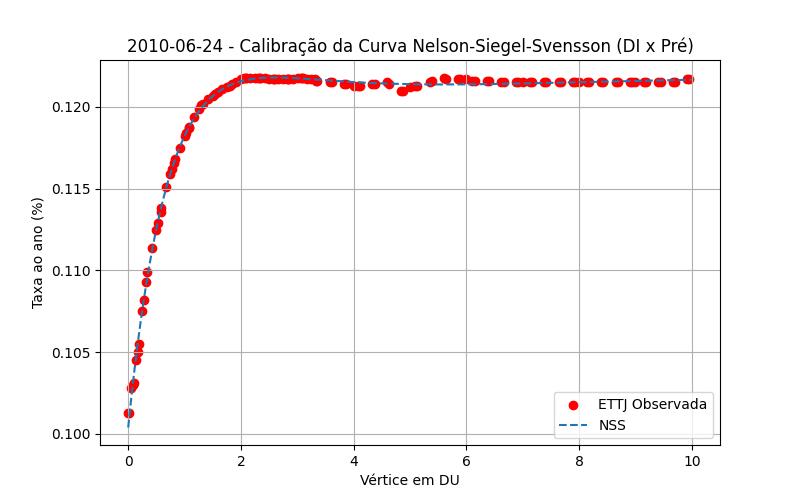 2010-06-24 - Calibração da Curva Nelson-Siegel-Svensson (DI x Pré)
0.120
0.115
0.110
0.105
0.100
Taxa ao ano (%)
ETTJ Observada
NSS
0 2 4 6 8 10
Vértice em DU